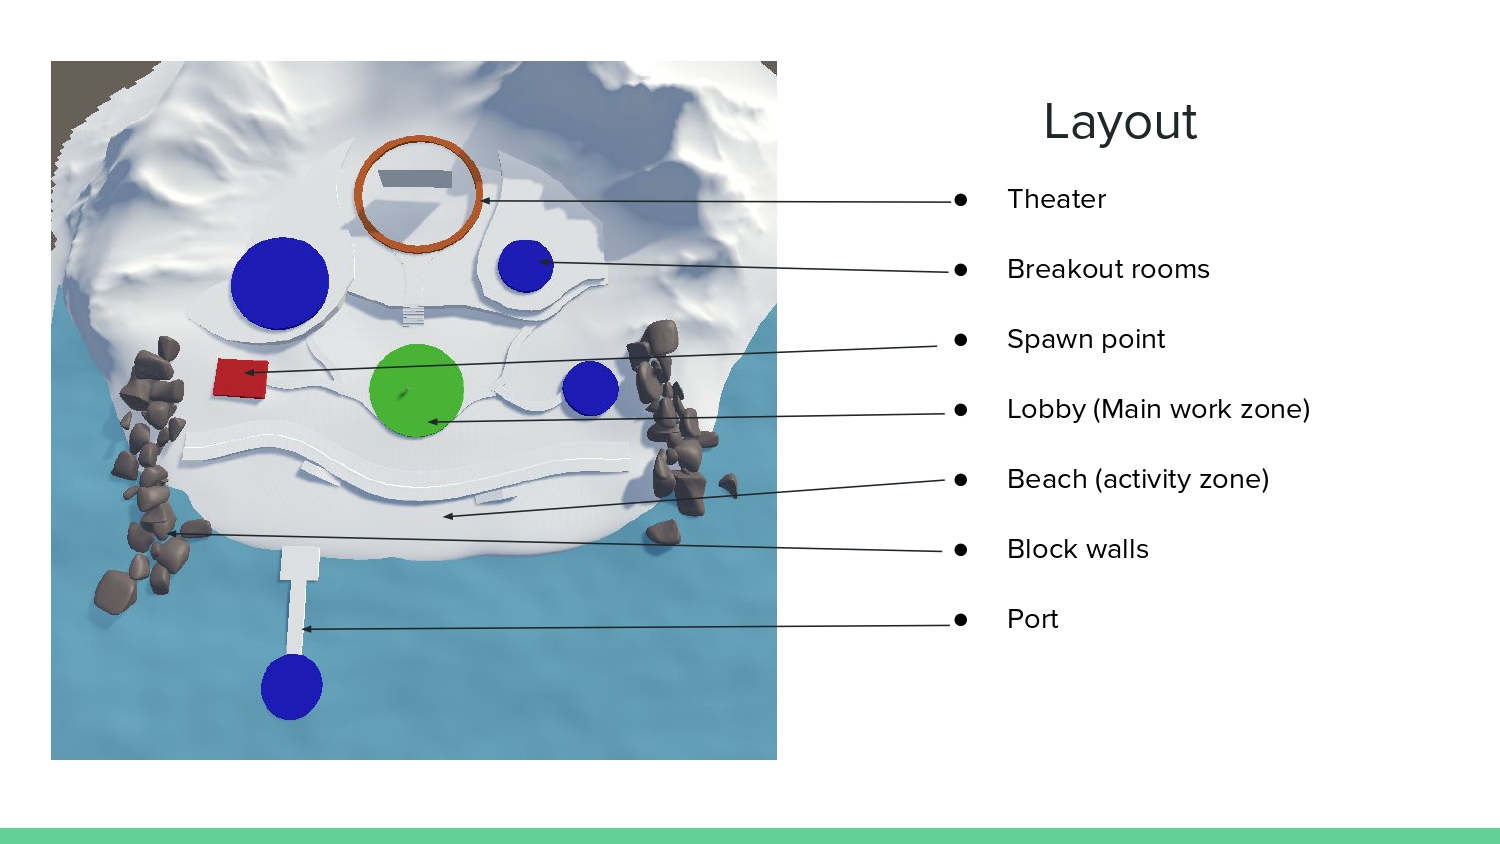 Layout
● Theater
● Breakout rooms
● Spawn point
● Lobby (Main work zone)
● Beach (activity zone)
● Block walls
● Port